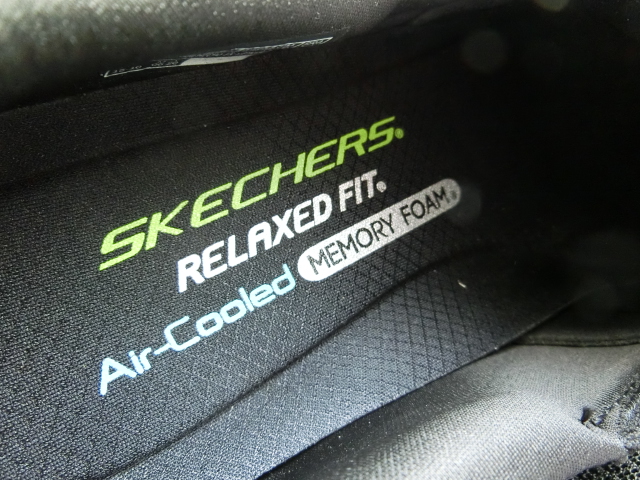 SKECHERS®
RELAXED FIT®
Air-Cooled MEMORY FOAM®